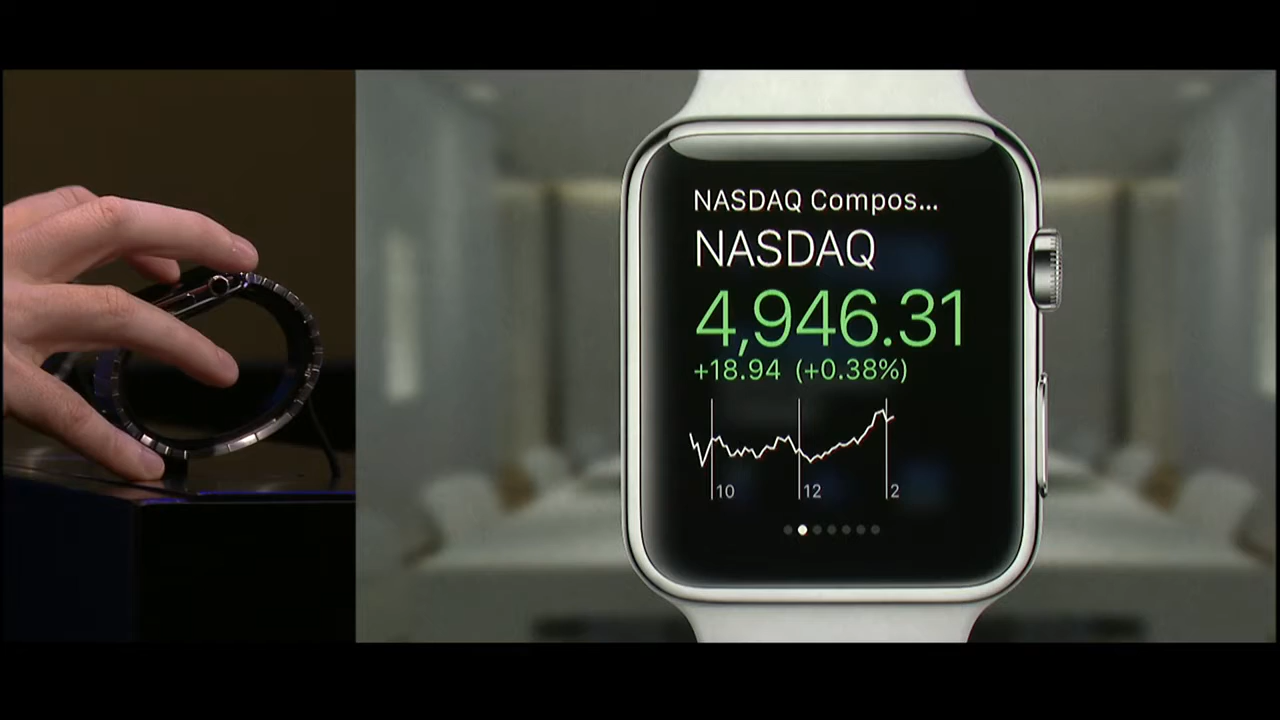 NASDAQ Compos...
NASDAQ
4,946.31
+18.94 (+0.38%)
10 12 2